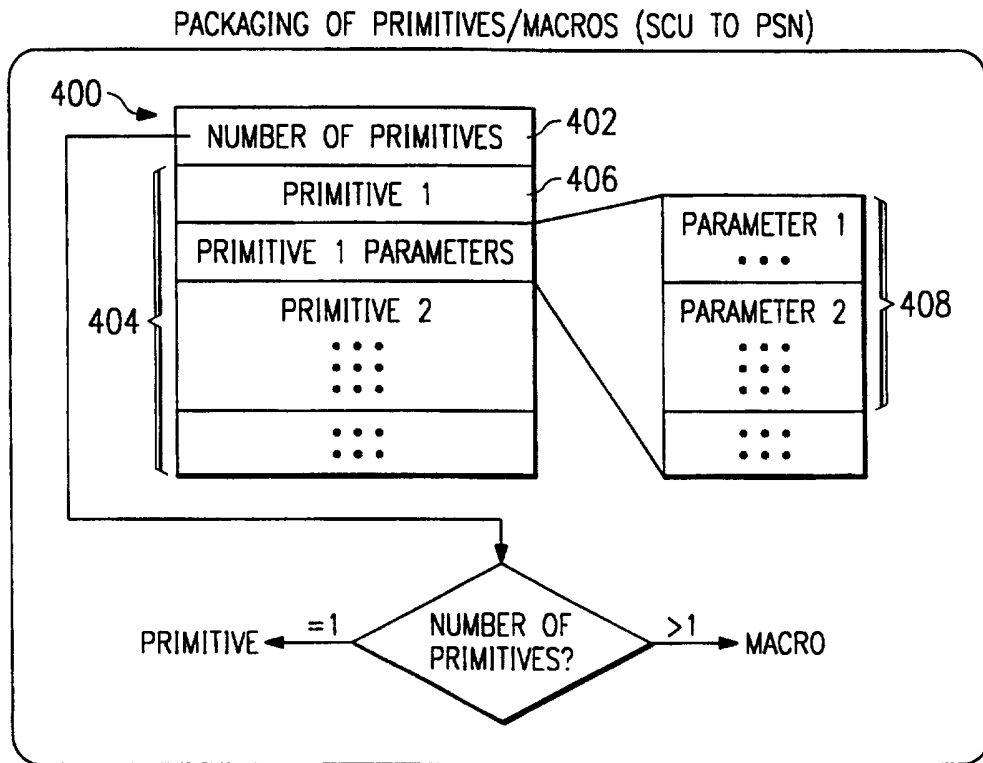 PACKAGING OF PRIMITIVES/MACROS (SCU TO PSN)
400
NUMBER OF PRIMITIVES
402
PRIMITIVE 1
406
PRIMITIVE 1 PARAMETERS
404
PRIMITIVE 2
PARAMETER 1
PARAMETER 2
408
NUMBER OF
PRIMITIVES?
=1
PRIMITIVE
>1
MACRO